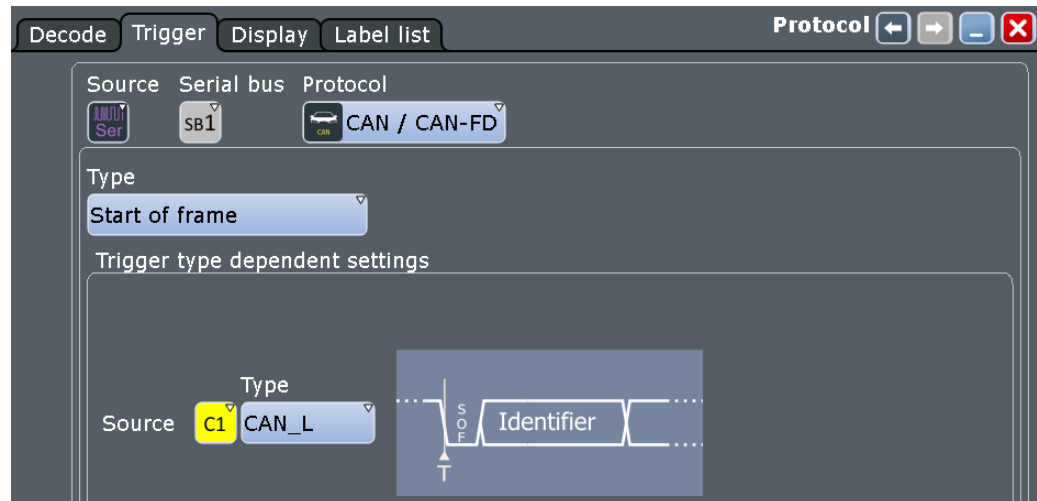 Decode Trigger Display Label list Protocol
Source Serial bus Protocol
Ser SB1 CAN CAN / CAN-FD
Type
Start of frame
Trigger type dependent settings
Type
Source C1 CAN_L
SOF Identifier
T